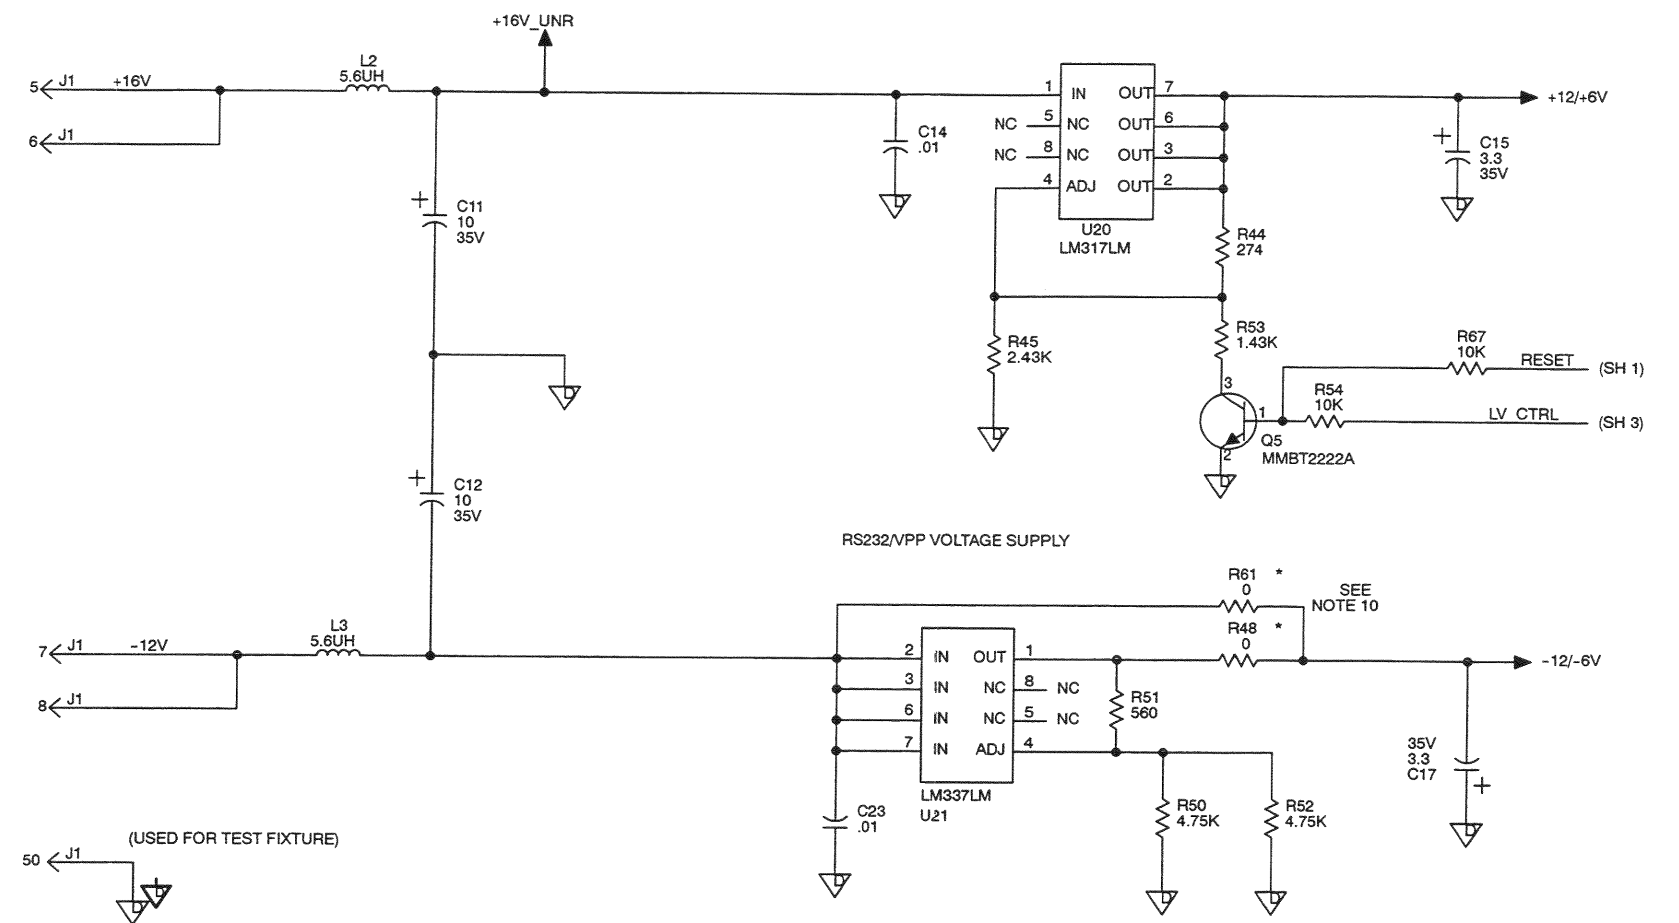 +16V_UNR
L2
5.6UH
5 J1 +16V
6 J1
C11
10
35V
C14
.01
1 IN OUT 7
NC 5 NC OUT 6
NC 8 NC OUT 3
4 ADJ OUT 2
U20
LM317LM
+12/+6V
+
C15
3.3
35V
+
R44
274
R45
2.43K
R53
1.43K
R67
10K
RESET (SH 1)
R54
10K
LV_CTRL (SH 3)
3
1
2
Q5
MMBT2222A
D
D
D
D
D
+
C12
10
35V
RS232/VPP VOLTAGE SUPPLY
R61 *
0
SEE
NOTE 10
R48 *
0
L3
5.6UH
7 J1 -12V
8 J1
2 IN OUT 1
3 IN NC 8 NC
6 IN NC 5 NC
7 IN ADJ 4
LM337LM
U21
R51
560
-12/-6V
35V
3.3
C17
+
C23
.01
R50
4.75K
R52
4.75K
(USED FOR TEST FIXTURE)
50 J1
D
D
D
D
D
D